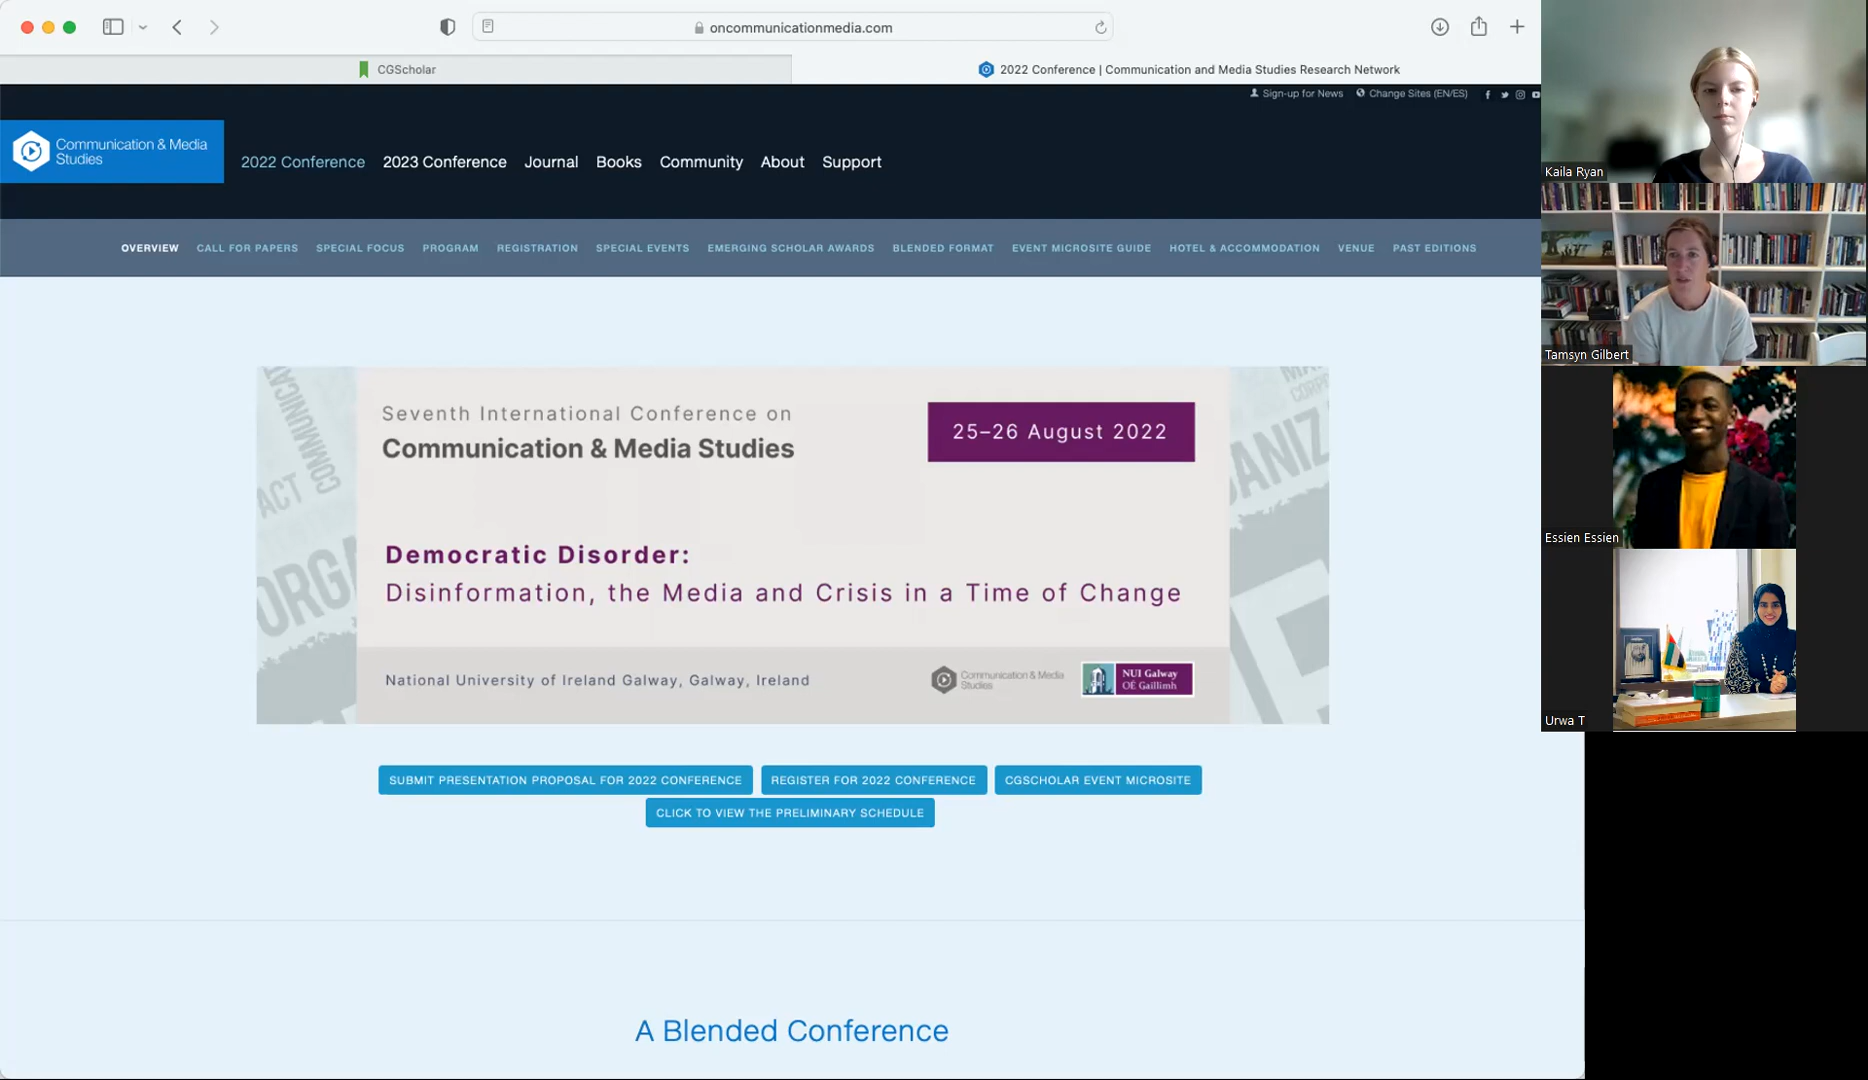 oncommunicationmedia.com
CGScholar
2022 Conference | Communication and Media Studies Research Network
Sign-up for News
Change Sites (EN/ES)
Communication & Media
Studies
2022 Conference
2023 Conference
Journal
Books
Community
About
Support
OVERVIEW
CALL FOR PAPERS
SPECIAL FOCUS
PROGRAM
REGISTRATION
SPECIAL EVENTS
EMERGING SCHOLAR AWARDS
BLENDED FORMAT
EVENT MICROSITE GUIDE
HOTEL & ACCOMMODATION
VENUE
PAST EDITIONS
Seventh International Conference on
Communication & Media Studies
25–26 August 2022
Democratic Disorder:
Disinformation, the Media and Crisis in a Time of Change
National University of Ireland Galway, Galway, Ireland
Communication & Media
Studies
NUI Galway
OÉ Gaillimh
SUBMIT PRESENTATION PROPOSAL FOR 2022 CONFERENCE
REGISTER FOR 2022 CONFERENCE
CGSCHOLAR EVENT MICROSITE
CLICK TO VIEW THE PRELIMINARY SCHEDULE
A Blended Conference
Kaila Ryan
Tamsyn Gilbert
Essien Essien
Urwa T